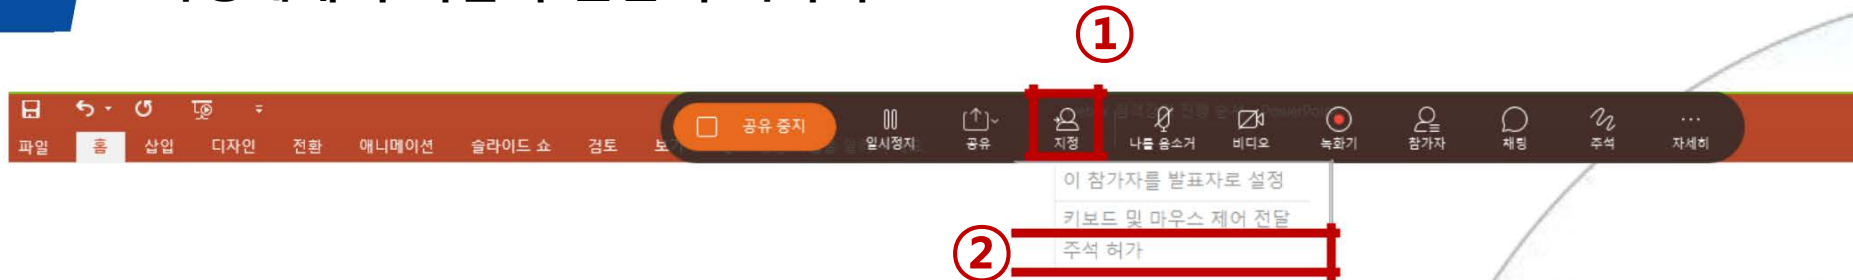 ①
공유 중지
일시정지
공유
지정
나를 음소거
비디오
녹화기
참가자
채팅
주석
자세히
파일 홈 삽입 디자인 전환 애니메이션 슬라이드 쇼 검토
이 참가자를 발표자로 설정
키보드 및 마우스 제어 전달
② 주석 허가